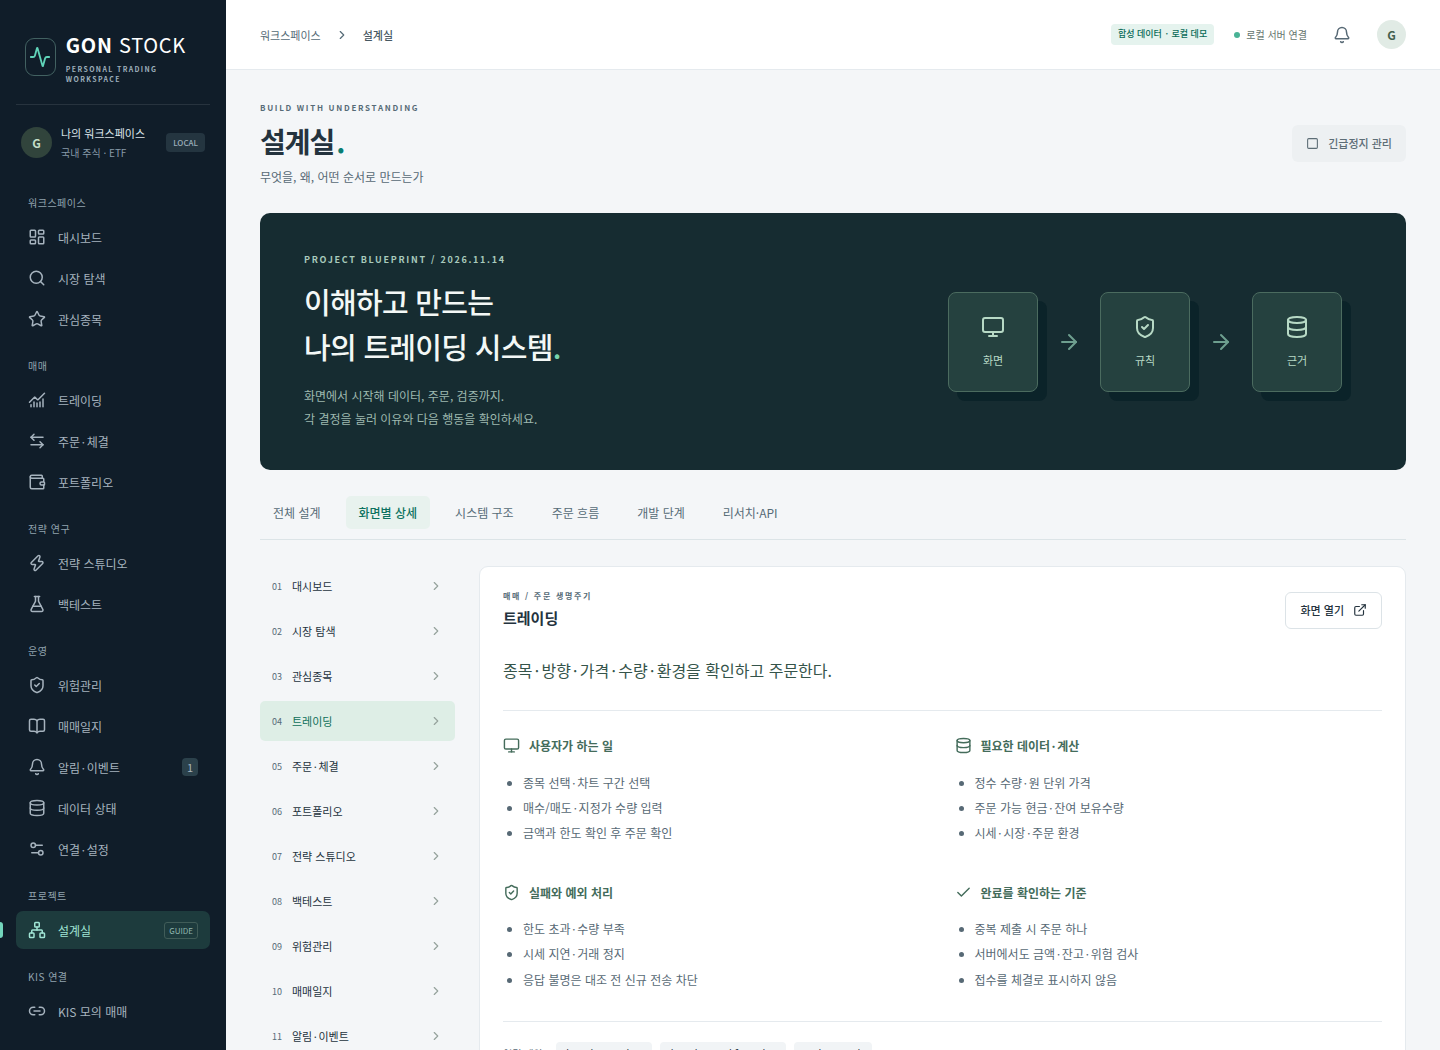 GON STOCK
PERSONAL TRADING
WORKSPACE
G
나의 워크스페이스
국내 주식 · ETF
LOCAL
워크스페이스
대시보드
시장 탐색
관심종목
매매
트레이딩
주문·체결
포트폴리오
전략 연구
전략 스튜디오
백테스트
운영
위험관리
매매일지
알림·이벤트
1
데이터 상태
연결·설정
프로젝트
설계실
GUIDE
KIS 연결
KIS 모의 매매
워크스페이스
설계실
합성 데이터 · 로컬 데모
로컬 서버 연결
G
BUILD WITH UNDERSTANDING
설계실.
무엇을, 왜, 어떤 순서로 만드는가
긴급정지 관리
PROJECT BLUEPRINT / 2026.11.14
이해하고 만드는
나의 트레이딩 시스템.
화면에서 시작해 데이터, 주문, 검증까지.
각 결정을 눌러 이유와 다음 행동을 확인하세요.
화면
규칙
근거
전체 설계
화면별 상세
시스템 구조
주문 흐름
개발 단계
리서치·API
01 대시보드
02 시장 탐색
03 관심종목
04 트레이딩
05 주문·체결
06 포트폴리오
07 전략 스튜디오
08 백테스트
09 위험관리
10 매매일지
11 알림·이벤트
매매 / 주문 생명주기
트레이딩
화면 열기
종목·방향·가격·수량·환경을 확인하고 주문한다.
사용자가 하는 일
종목 선택·차트 구간 선택
매수/매도·지정가 수량 입력
금액과 한도 확인 후 주문 확인
필요한 데이터·계산
정수 수량·원 단위 가격
주문 가능 현금·잔여 보유수량
시세·시장·주문 환경
실패와 예외 처리
한도 초과·수량 부족
시세 지연·거래 정지
응답 불명은 대조 전 신규 전송 차단
완료를 확인하는 기준
중복 제출 시 주문 하나
서버에서도 금액·잔고·위험 검사
접수를 체결로 표시하지 않음